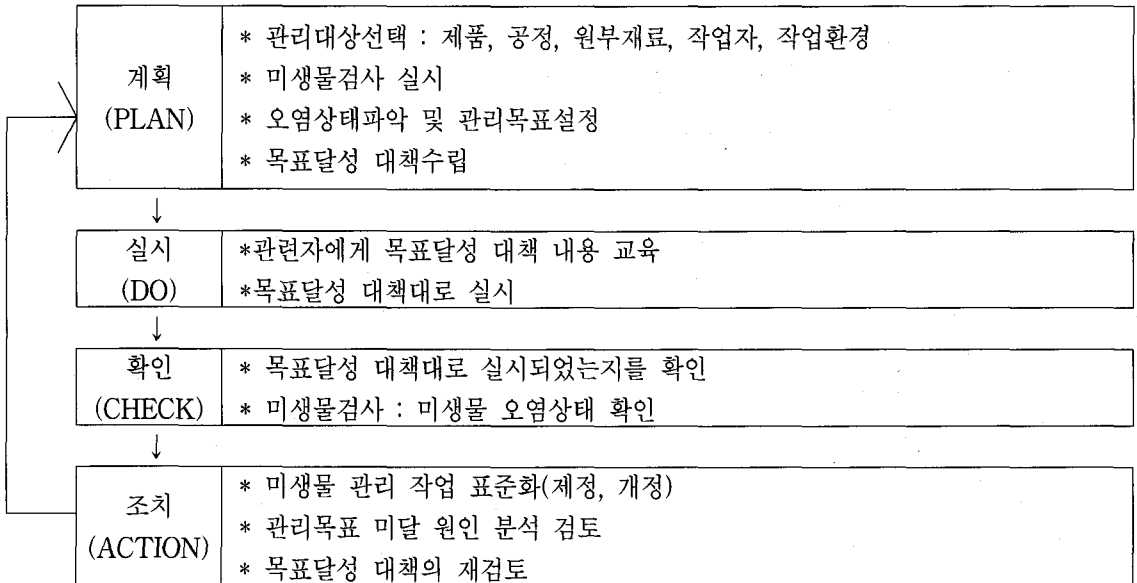 계획
(PLAN)
* 관리대상선택 : 제품, 공정, 원부재료, 작업자, 작업환경
* 미생물검사 실시
* 오염상태파악 및 관리목표설정
* 목표달성 대책수립
↓
실시
(DO)
*관련자에게 목표달성 대책 내용 교육
*목표달성 대책대로 실시
↓
확인
(CHECK)
* 목표달성 대책대로 실시되었는지를 확인
* 미생물검사 : 미생물 오염상태 확인
↓
조치
(ACTION)
* 미생물 관리 작업 표준화(제정, 개정)
* 관리목표 미달 원인 분석 검토
* 목표달성 대책의 재검토